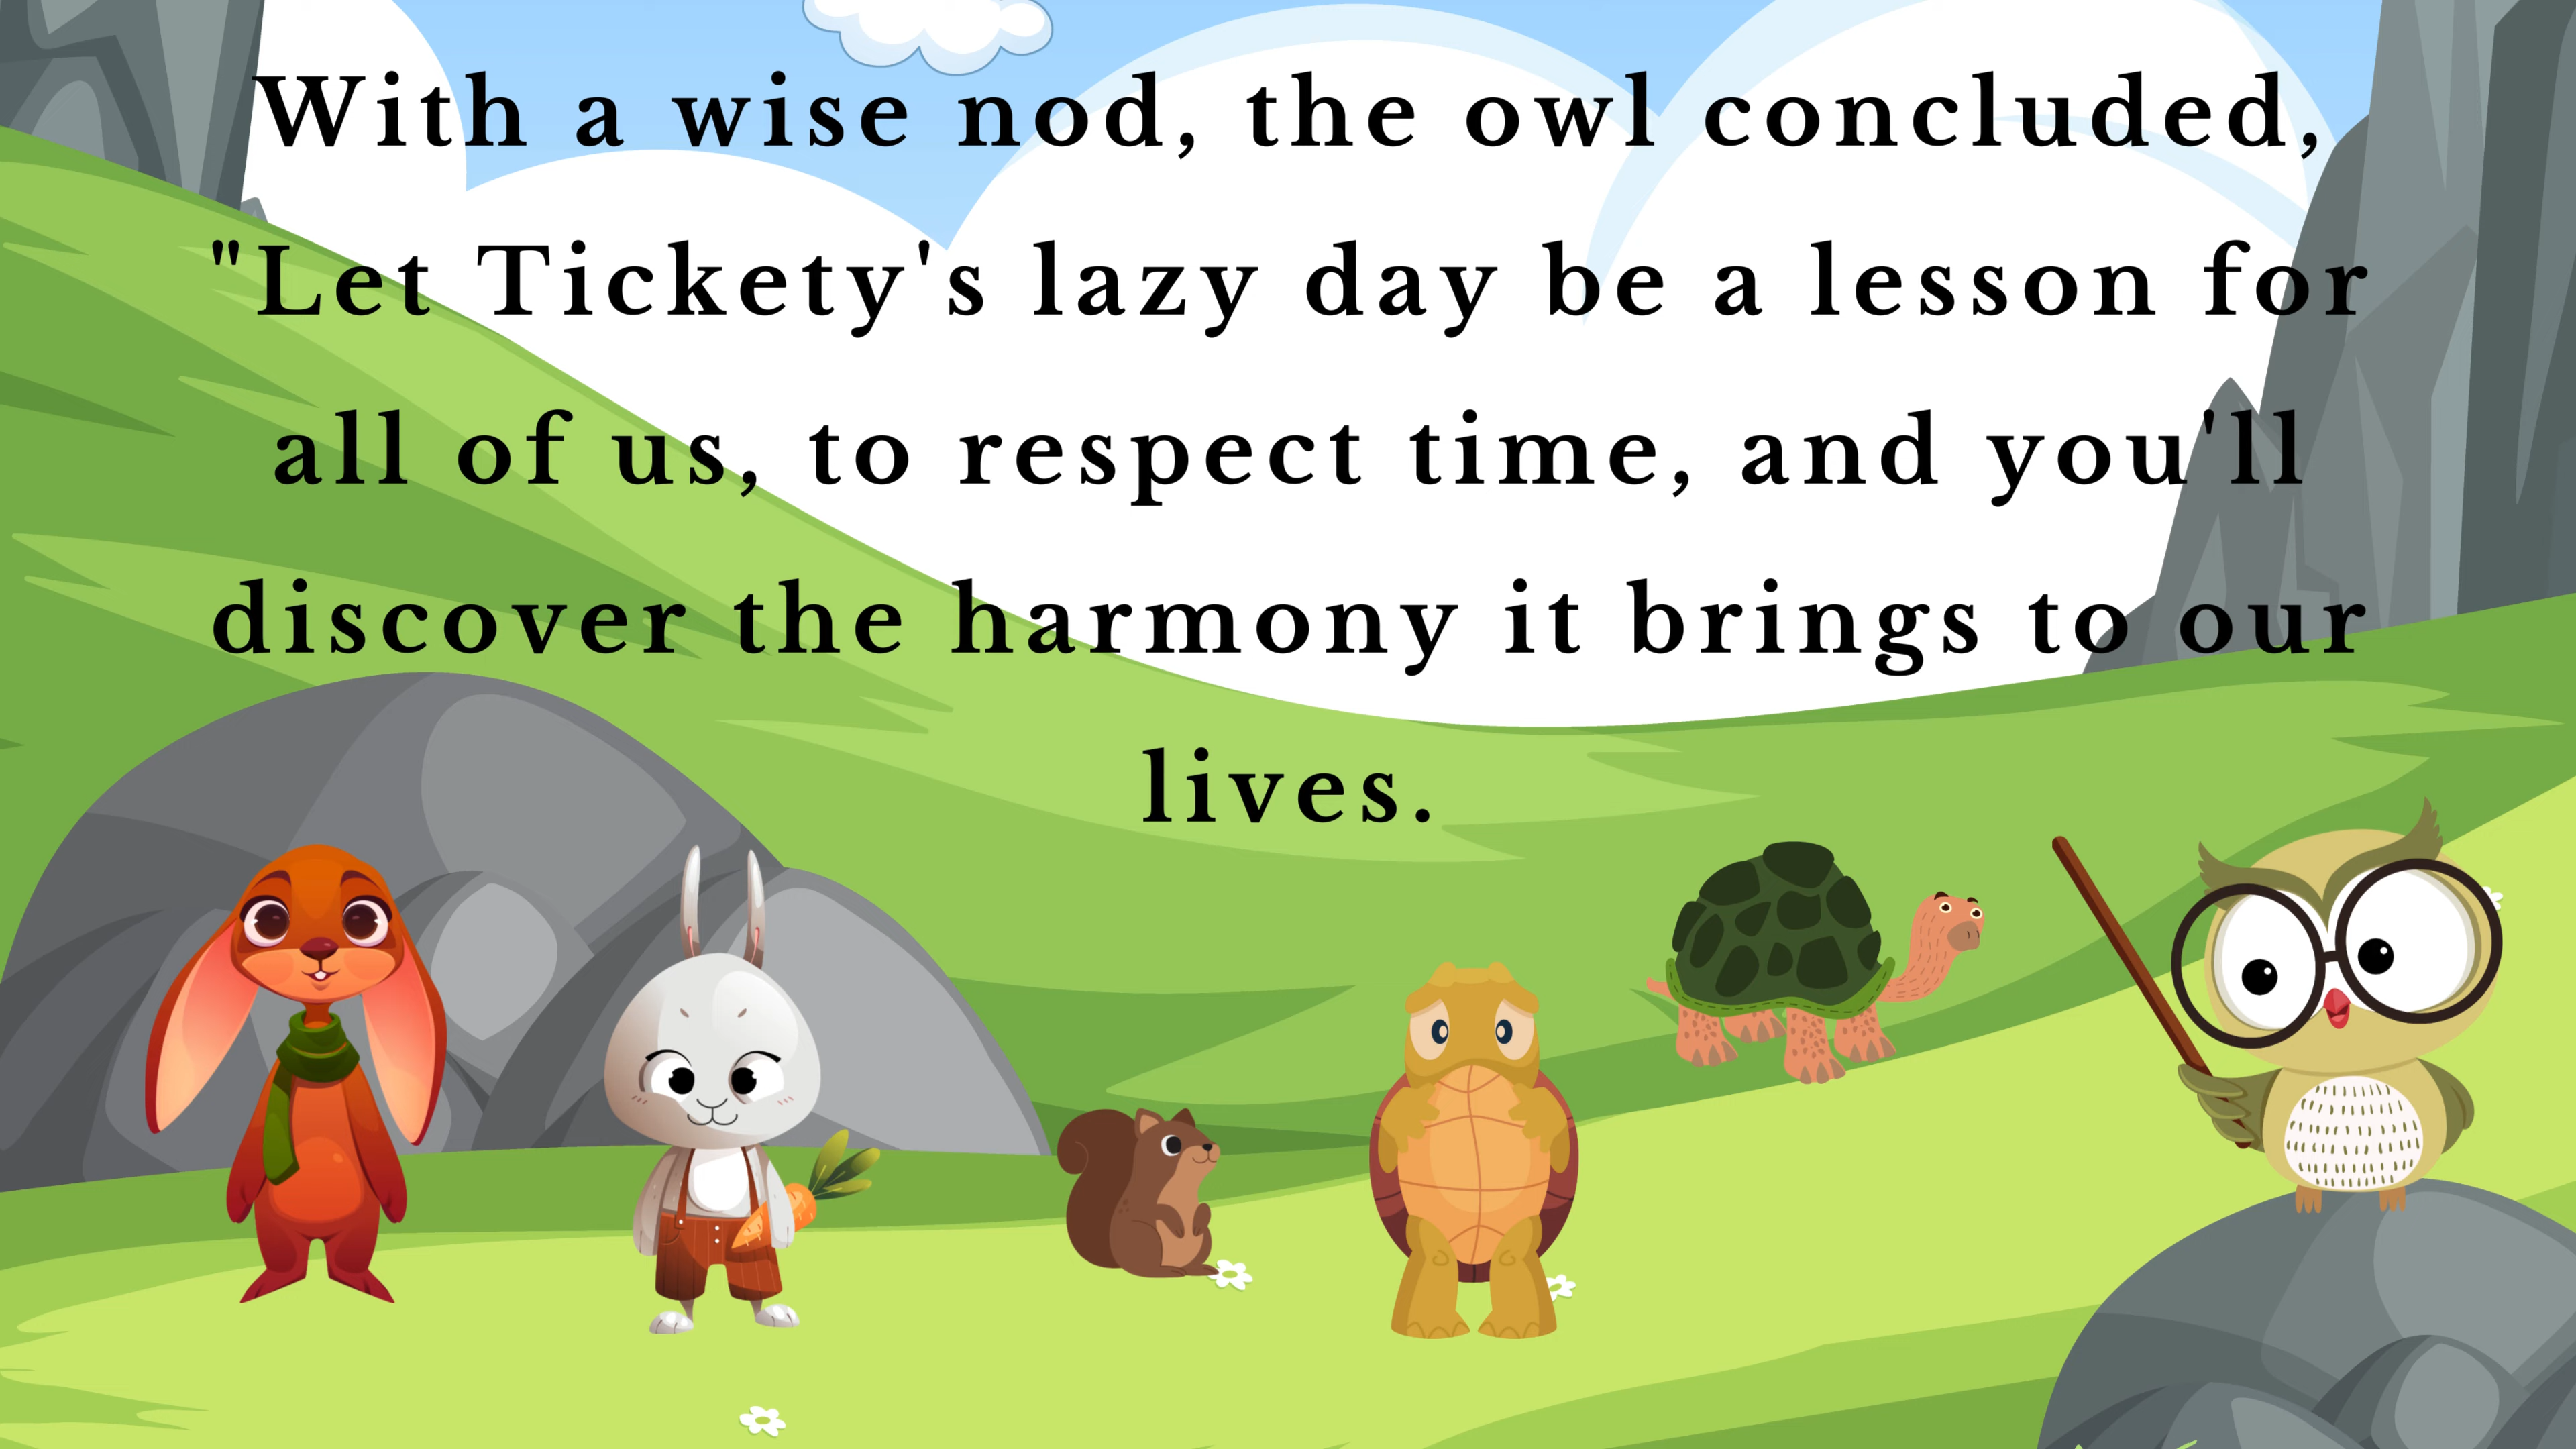 With a wise nod, the owl concluded,
"Let Tickety's lazy day be a lesson for
all of us, to respect time, and you'll
discover the harmony it brings to our
lives.